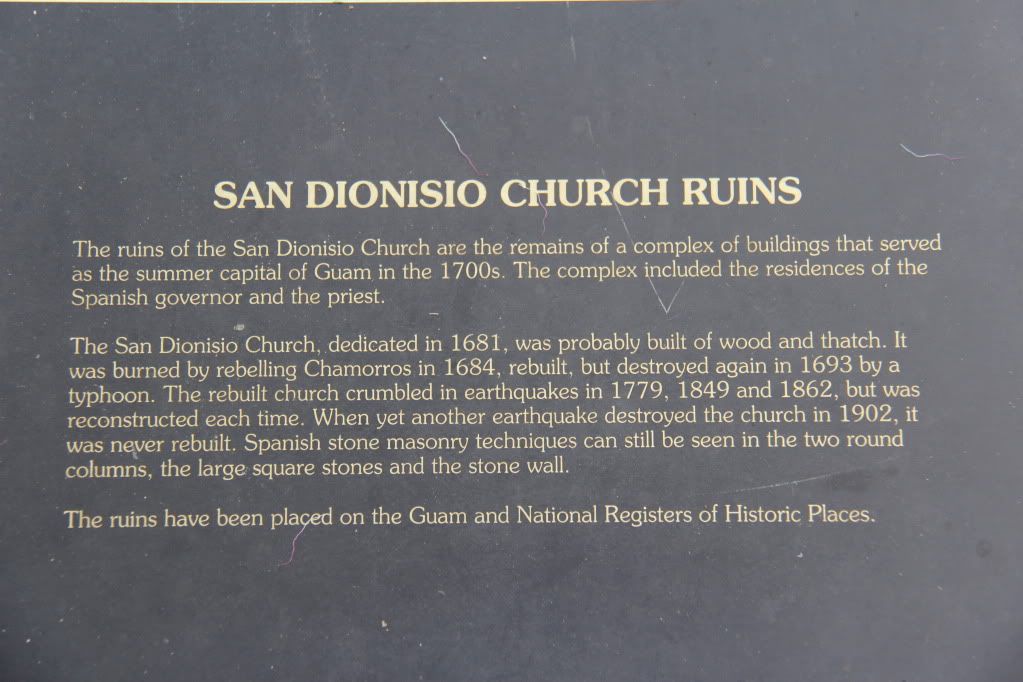 SAN DIONISIO CHURCH RUINS
The ruins of the San Dionisio Church are the remains of a complex of buildings that served
as the summer capital of Guam in the 1700s. The complex included the residences of the
Spanish governor and the priest.
The San Dionisio Church, dedicated in 1681, was probably built of wood and thatch. It
was burned by rebelling Chamorros in 1684, rebuilt, but destroyed again in 1693 by a
typhoon. The rebuilt church crumbled in earthquakes in 1779, 1849 and 1862, but was
reconstructed each time. When yet another earthquake destroyed the church in 1902, it
was never rebuilt. Spanish stone masonry techniques can still be seen in the two round
columns, the large square stones and the stone wall.
The ruins have been placed on the Guam and National Registers of Historic Places.